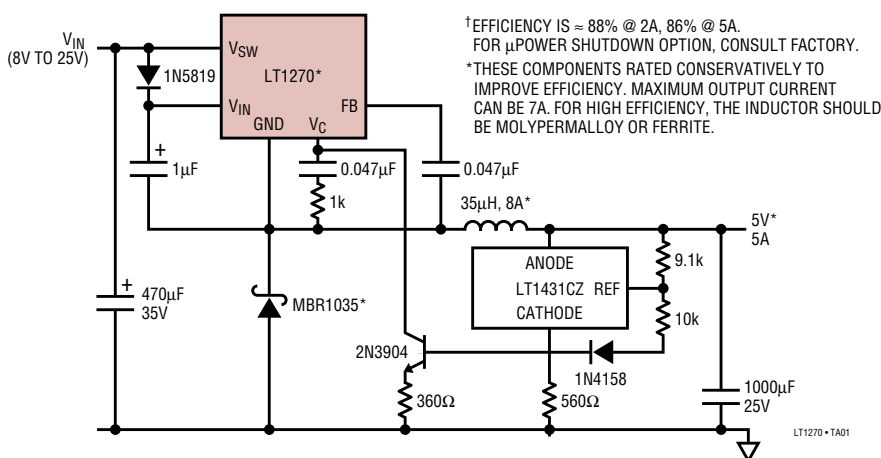 †EFFICIENCY IS ≈ 88% @ 2A, 86% @ 5A.
FOR µPOWER SHUTDOWN OPTION, CONSULT FACTORY.
*THESE COMPONENTS RATED CONSERVATIVELY TO
IMPROVE EFFICIENCY. MAXIMUM OUTPUT CURRENT
CAN BE 7A. FOR HIGH EFFICIENCY, THE INDUCTOR SHOULD
BE MOLYPERMALLOY OR FERRITE.
VIN
(8V TO 25V)
VSW
LT1270*
1N5819
VIN
FB
GND
VC
+
1µF
0.047µF
0.047µF
1k
35µH, 8A*
5V*
5A
ANODE
LT1431CZ REF
CATHODE
9.1k
10k
+
470µF
35V
MBR1035*
2N3904
1N4158
360Ω
560Ω
1000µF
25V
LT1270 • TA01